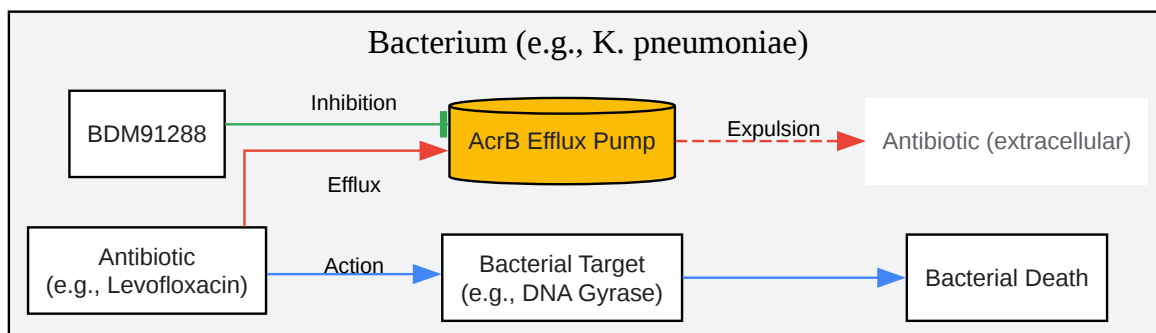 Bacterium (e.g., K. pneumoniae)
Inhibition
BDM91288
AcrB Efflux Pump
Expulsion
Antibiotic (extracellular)
Efflux
Antibiotic
(e.g., Levofloxacin)
Action
Bacterial Target
(e.g., DNA Gyrase)
Bacterial Death